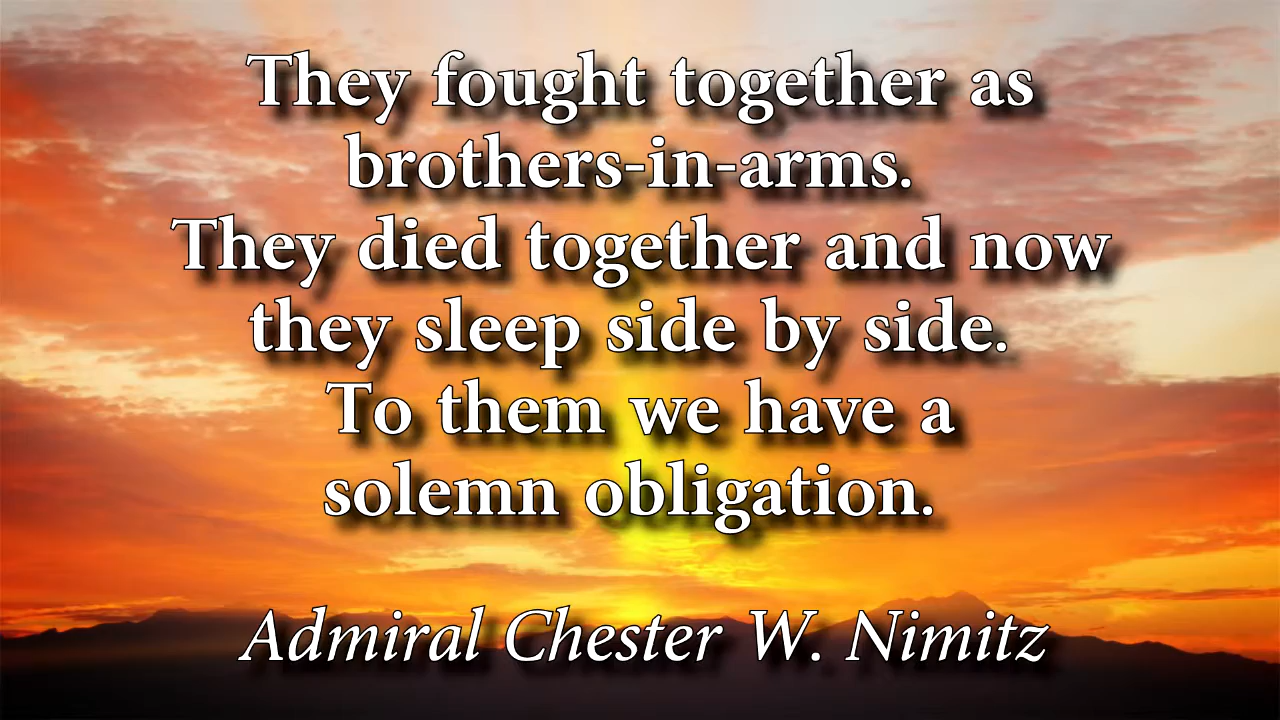 They fought together as
brothers-in-arms.
They died together and now
they sleep side by side.
To them we have a
solemn obligation.
Admiral Chester W. Nimitz